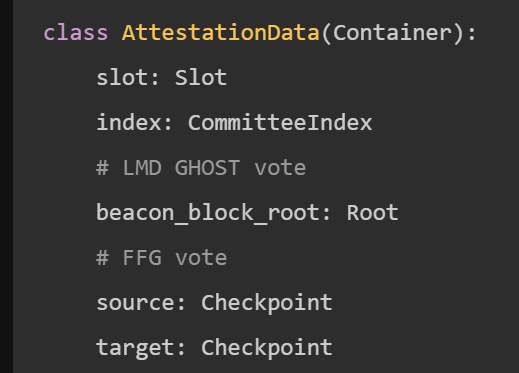 class AttestationData(Container):
slot: Slot
index: CommitteeIndex
# LMD GHOST vote
beacon_block_root: Root
# FFG vote
source: Checkpoint
target: Checkpoint